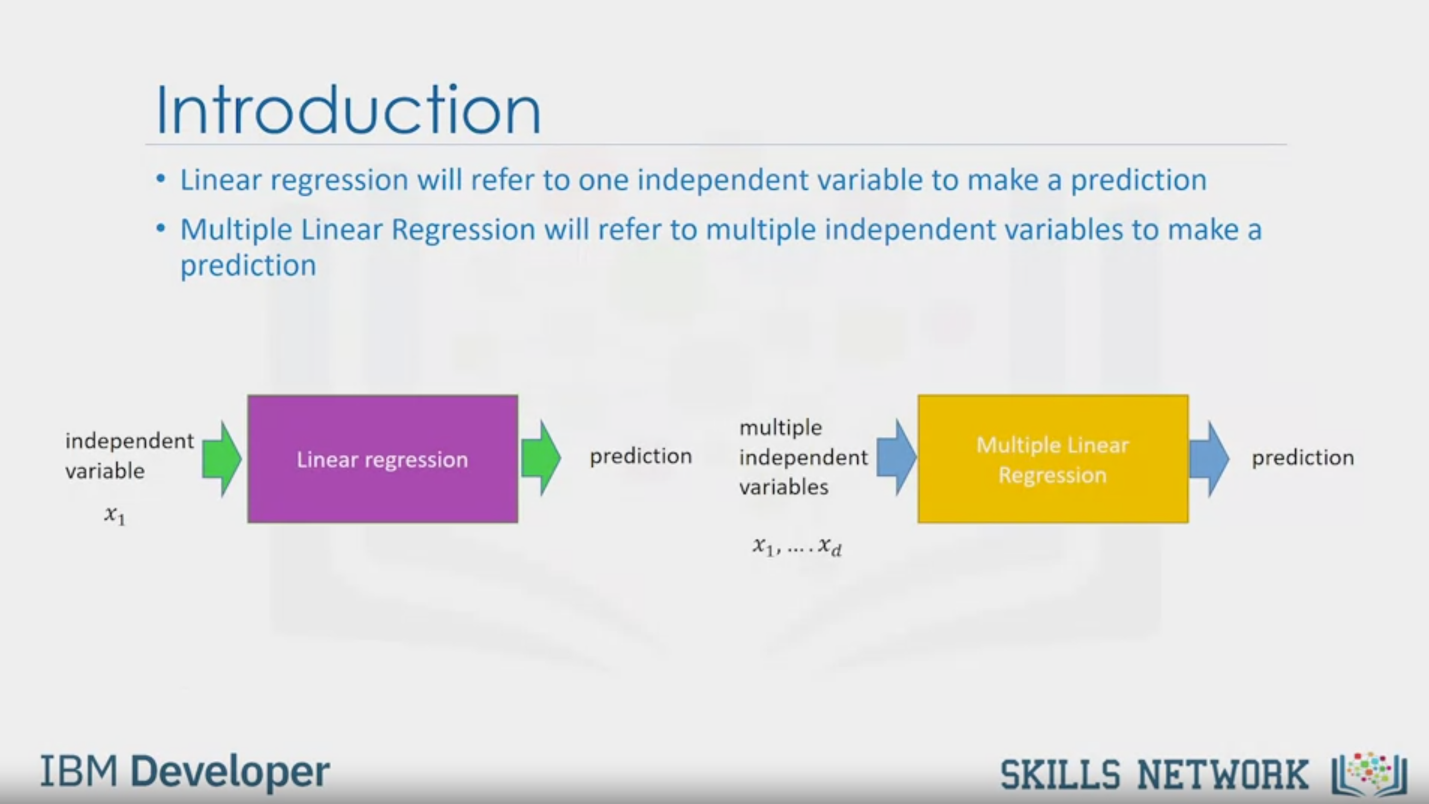 Introduction
• Linear regression will refer to one independent variable to make a prediction
• Multiple Linear Regression will refer to multiple independent variables to make a
prediction
independent
variable
x₁
Linear regression
prediction
multiple
independent
variables
x₁, ... . x_d
Multiple Linear
Regression
prediction
IBM Developer
SKILLS NETWORK